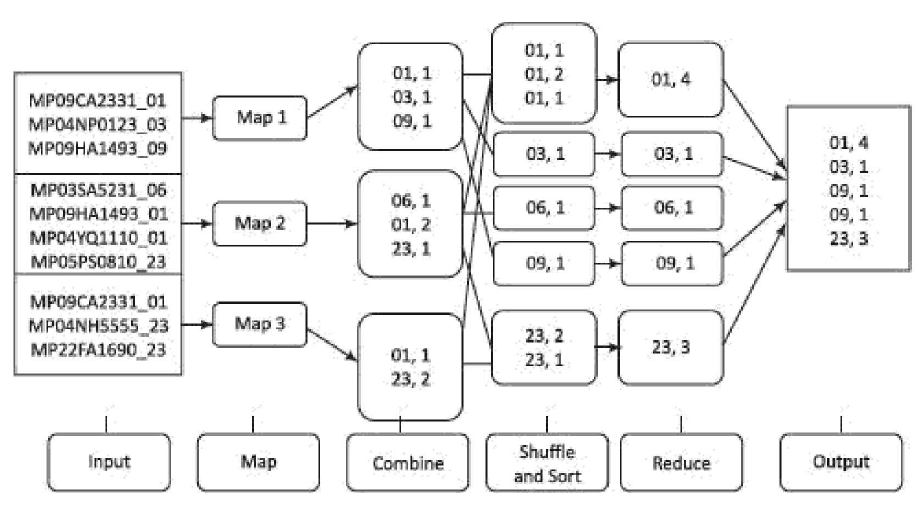 MP09CA2331_01
MP04NP0123_03
MP09HA1493_09
MP03SA5231_06
MP09HA1493_01
MP04YQ1110_01
MP05PS0810_23
MP09CA2331_01
MP04NH5555_23
MP22FA1690_23
Map 1
Map 2
Map 3
01, 1
03, 1
09, 1
06, 1
01, 2
23, 1
01, 1
23, 2
01, 1
01, 2
01, 1
03, 1
06, 1
09, 1
23, 2
23, 1
01, 4
03, 1
06, 1
09, 1
23, 3
01, 4
03, 1
09, 1
09, 1
23, 3
Input
Map
Combine
Shuffle
and Sort
Reduce
Output